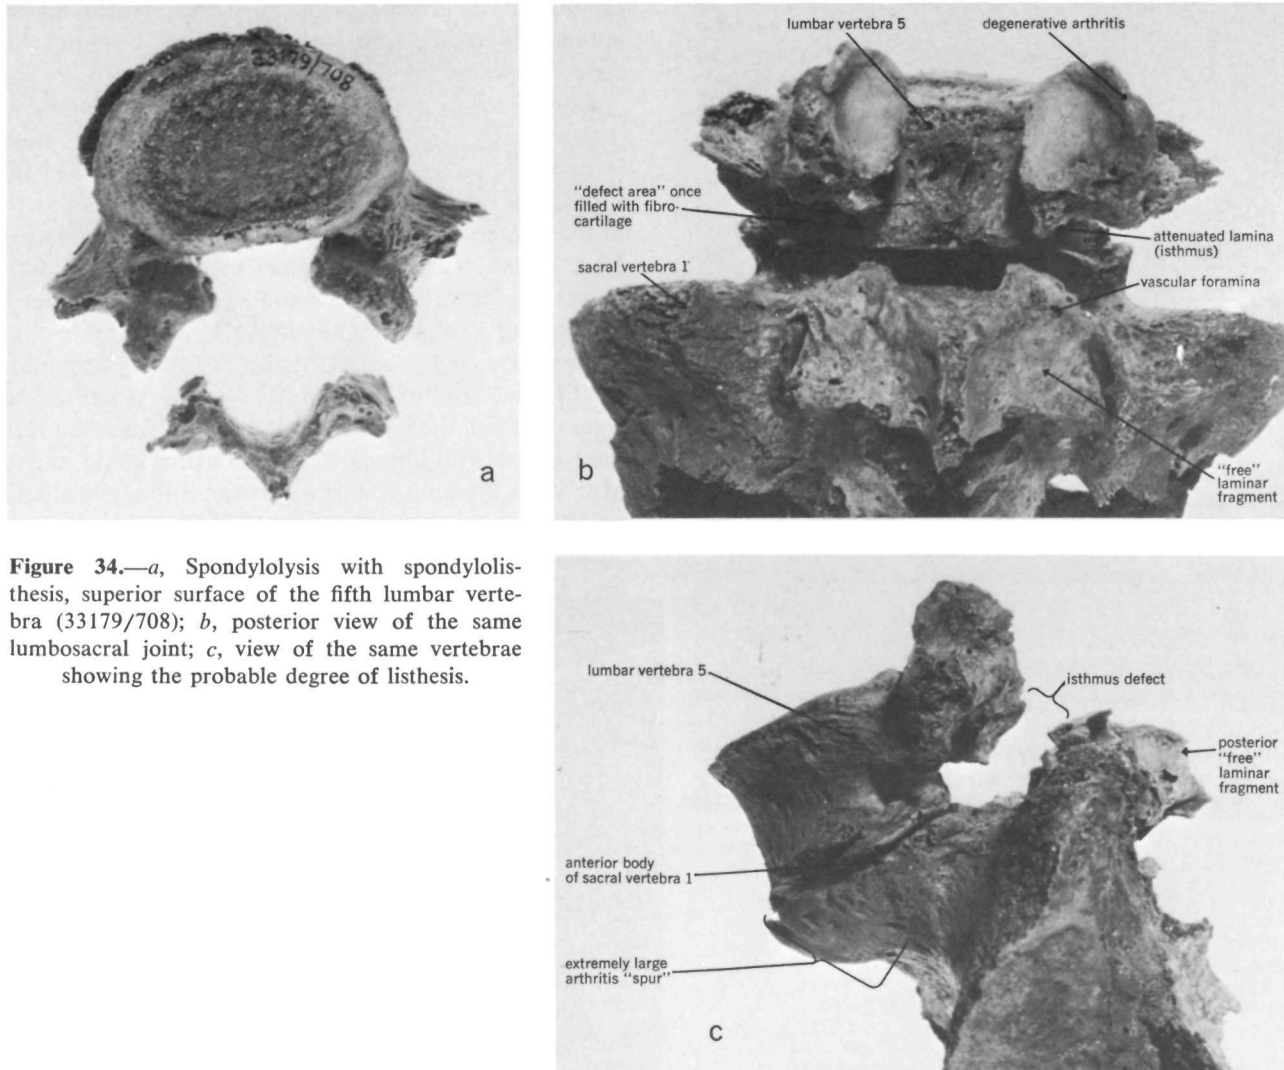 33179/708
a
lumbar vertebra 5
degenerative arthritis
"defect area" once
filled with fibro-
cartilage
attenuated lamina
(isthmus)
sacral vertebra 1
vascular foramina
"free"
laminar
fragment
b
Figure 34.—a, Spondylolysis with spondylolis-
thesis, superior surface of the fifth lumbar verte-
bra (33179/708); b, posterior view of the same
lumbosacral joint; c, view of the same vertebrae
showing the probable degree of listhesis.
lumbar vertebra 5
isthmus defect
posterior
"free"
laminar
fragment
anterior body
of sacral vertebra 1
extremely large
arthritis "spur"
c